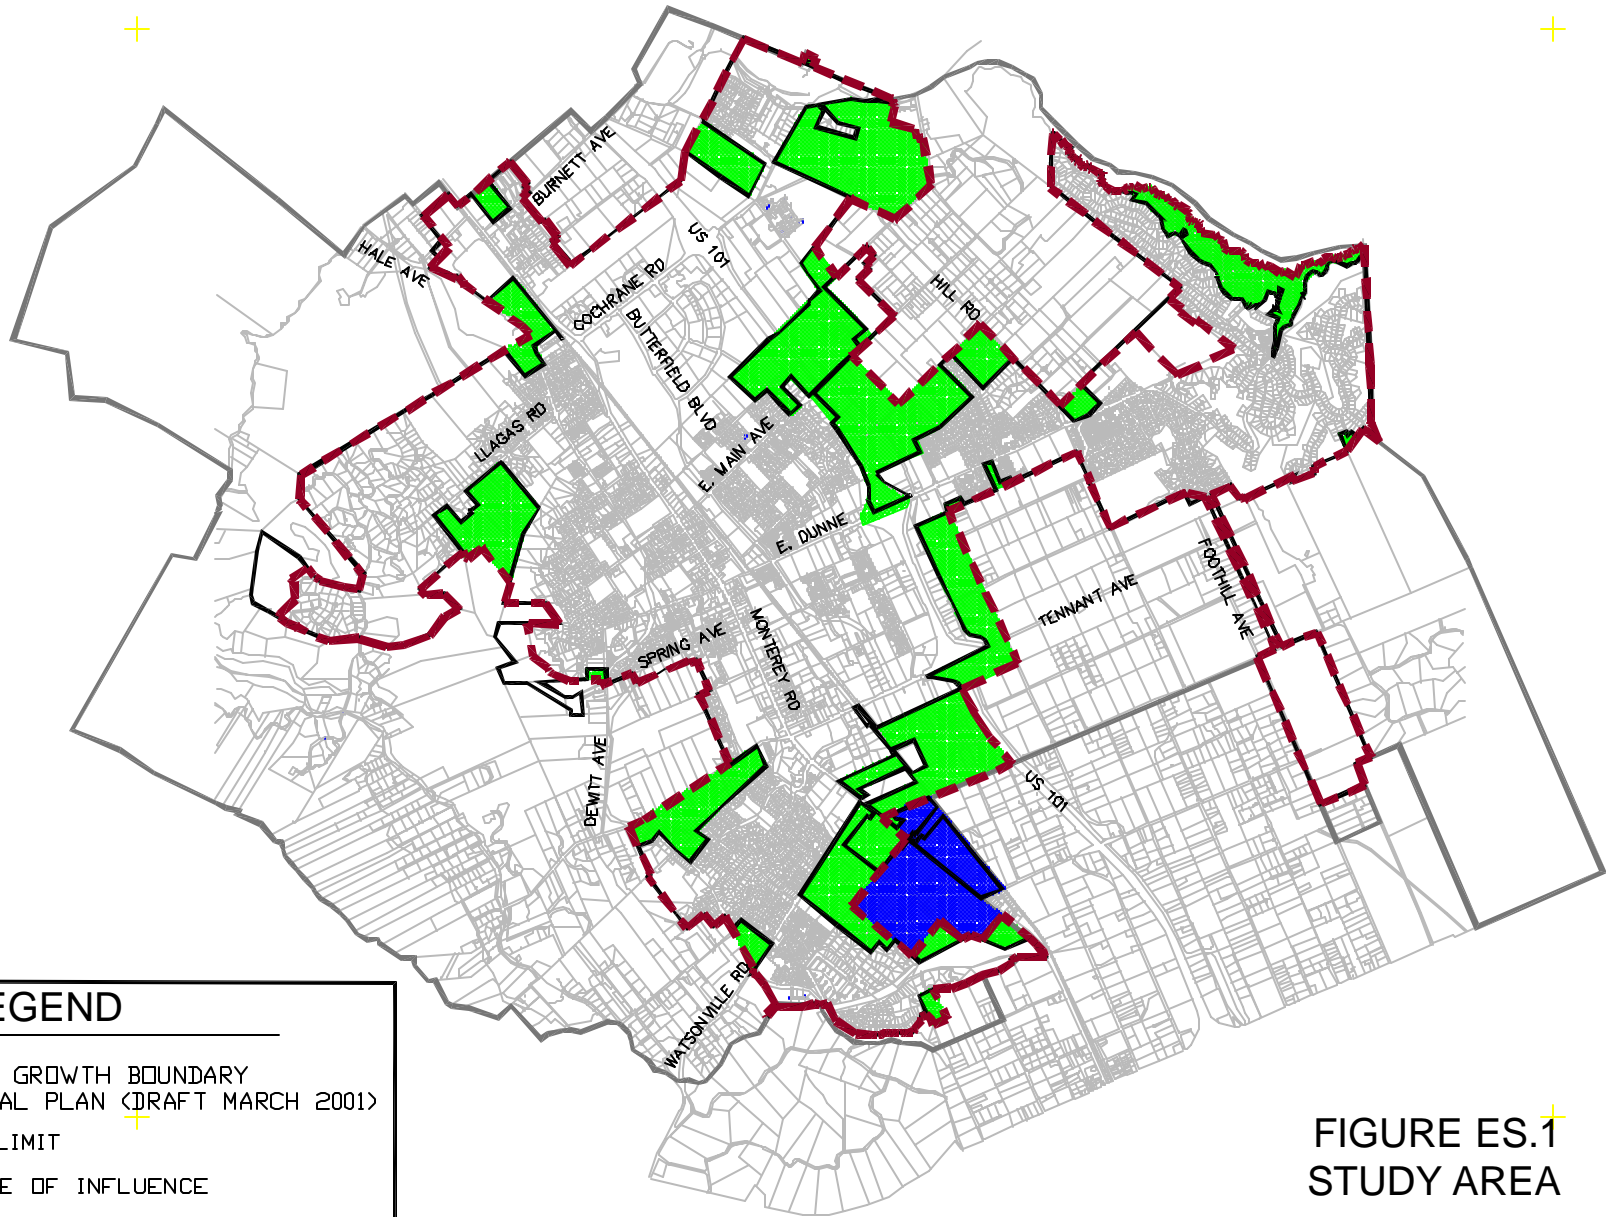 BURNETT AVE
HALE AVE
US 101
COCHRANE RD
HILL RD
BUTTERFIELD BLVD
LLAGAS RD
E. MAIN AVE
E. DUNNE
TENNANT AVE
FOOTHILL AVE
SPRING AVE
MONTEREY RD
DEWITT AVE
US 101
WATSONVILLE RD
EGEND
GROWTH BOUNDARY
AL PLAN (DRAFT MARCH 2001)
LIMIT
E OF INFLUENCE
FIGURE ES.1
STUDY AREA